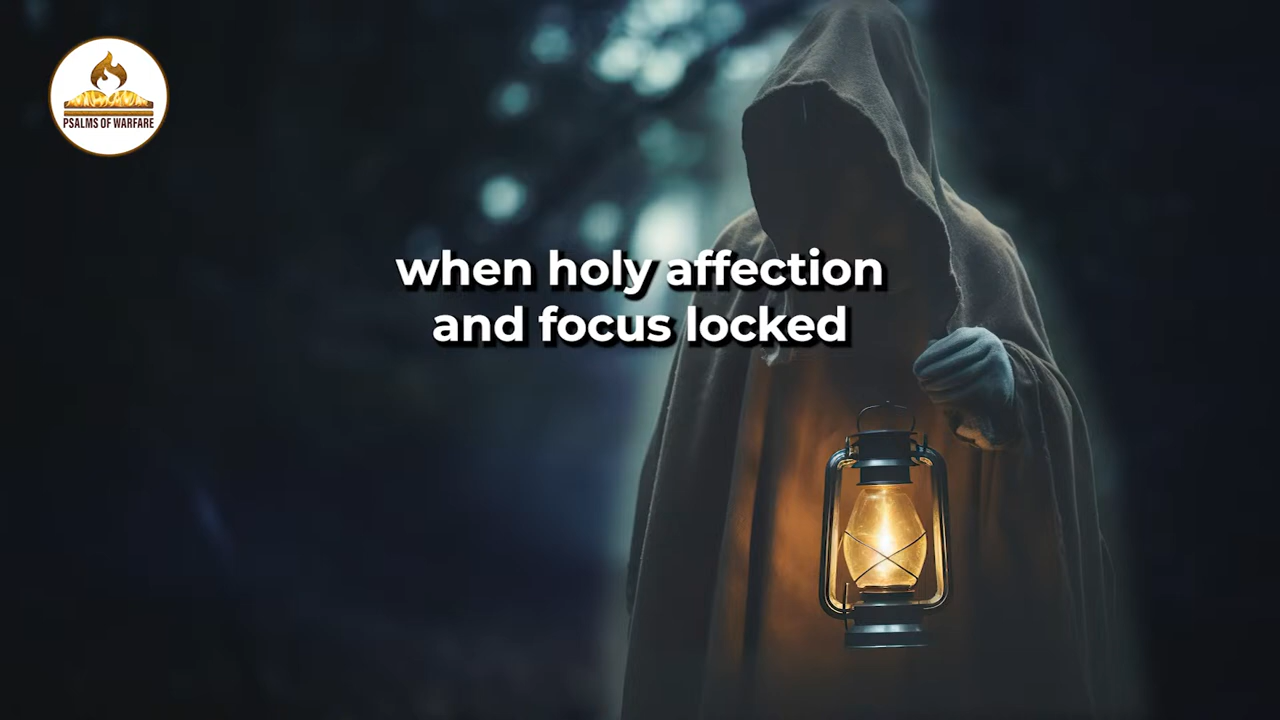 PSALMS OF WARFARE
when holy affection
and focus locked